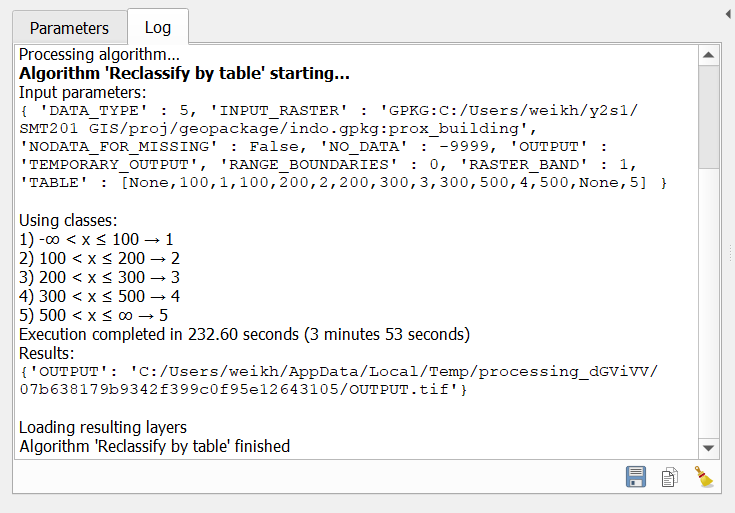 Parameters
Log
Processing algorithm…
Algorithm 'Reclassify by table' starting…
Input parameters:
{ 'DATA_TYPE' : 5, 'INPUT_RASTER' : 'GPKG:C:/Users/weikh/y2s1/
SMT201 GIS/proj/geopackage/indo.gpkg:prox_building',
'NODATA_FOR_MISSING' : False, 'NO_DATA' : -9999, 'OUTPUT' :
'TEMPORARY_OUTPUT', 'RANGE_BOUNDARIES' : 0, 'RASTER_BAND' : 1,
'TABLE' : [None,100,1,100,200,2,200,300,3,300,500,4,500,None,5] }
Using classes:
1) -∞ < x ≤ 100 → 1
2) 100 < x ≤ 200 → 2
3) 200 < x ≤ 300 → 3
4) 300 < x ≤ 500 → 4
5) 500 < x ≤ ∞ → 5
Execution completed in 232.60 seconds (3 minutes 53 seconds)
Results:
{'OUTPUT': 'C:/Users/weikh/AppData/Local/Temp/processing_dGViVV/
07b638179b9342f399c0f95e12643105/OUTPUT.tif'}
Loading resulting layers
Algorithm 'Reclassify by table' finished